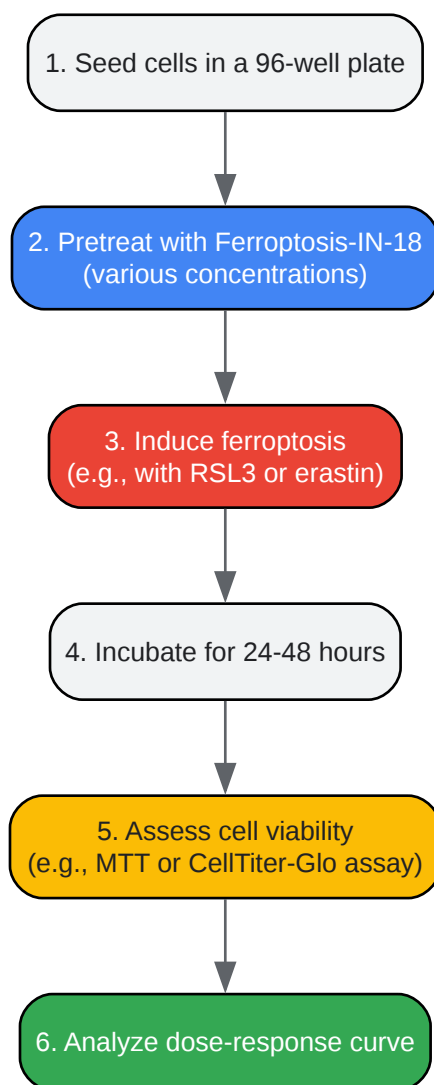 1. Seed cells in a 96-well plate
2. Pretreat with Ferroptosis-IN-18
(various concentrations)
3. Induce ferroptosis
(e.g., with RSL3 or erastin)
4. Incubate for 24-48 hours
5. Assess cell viability
(e.g., MTT or CellTiter-Glo assay)
6. Analyze dose-response curve